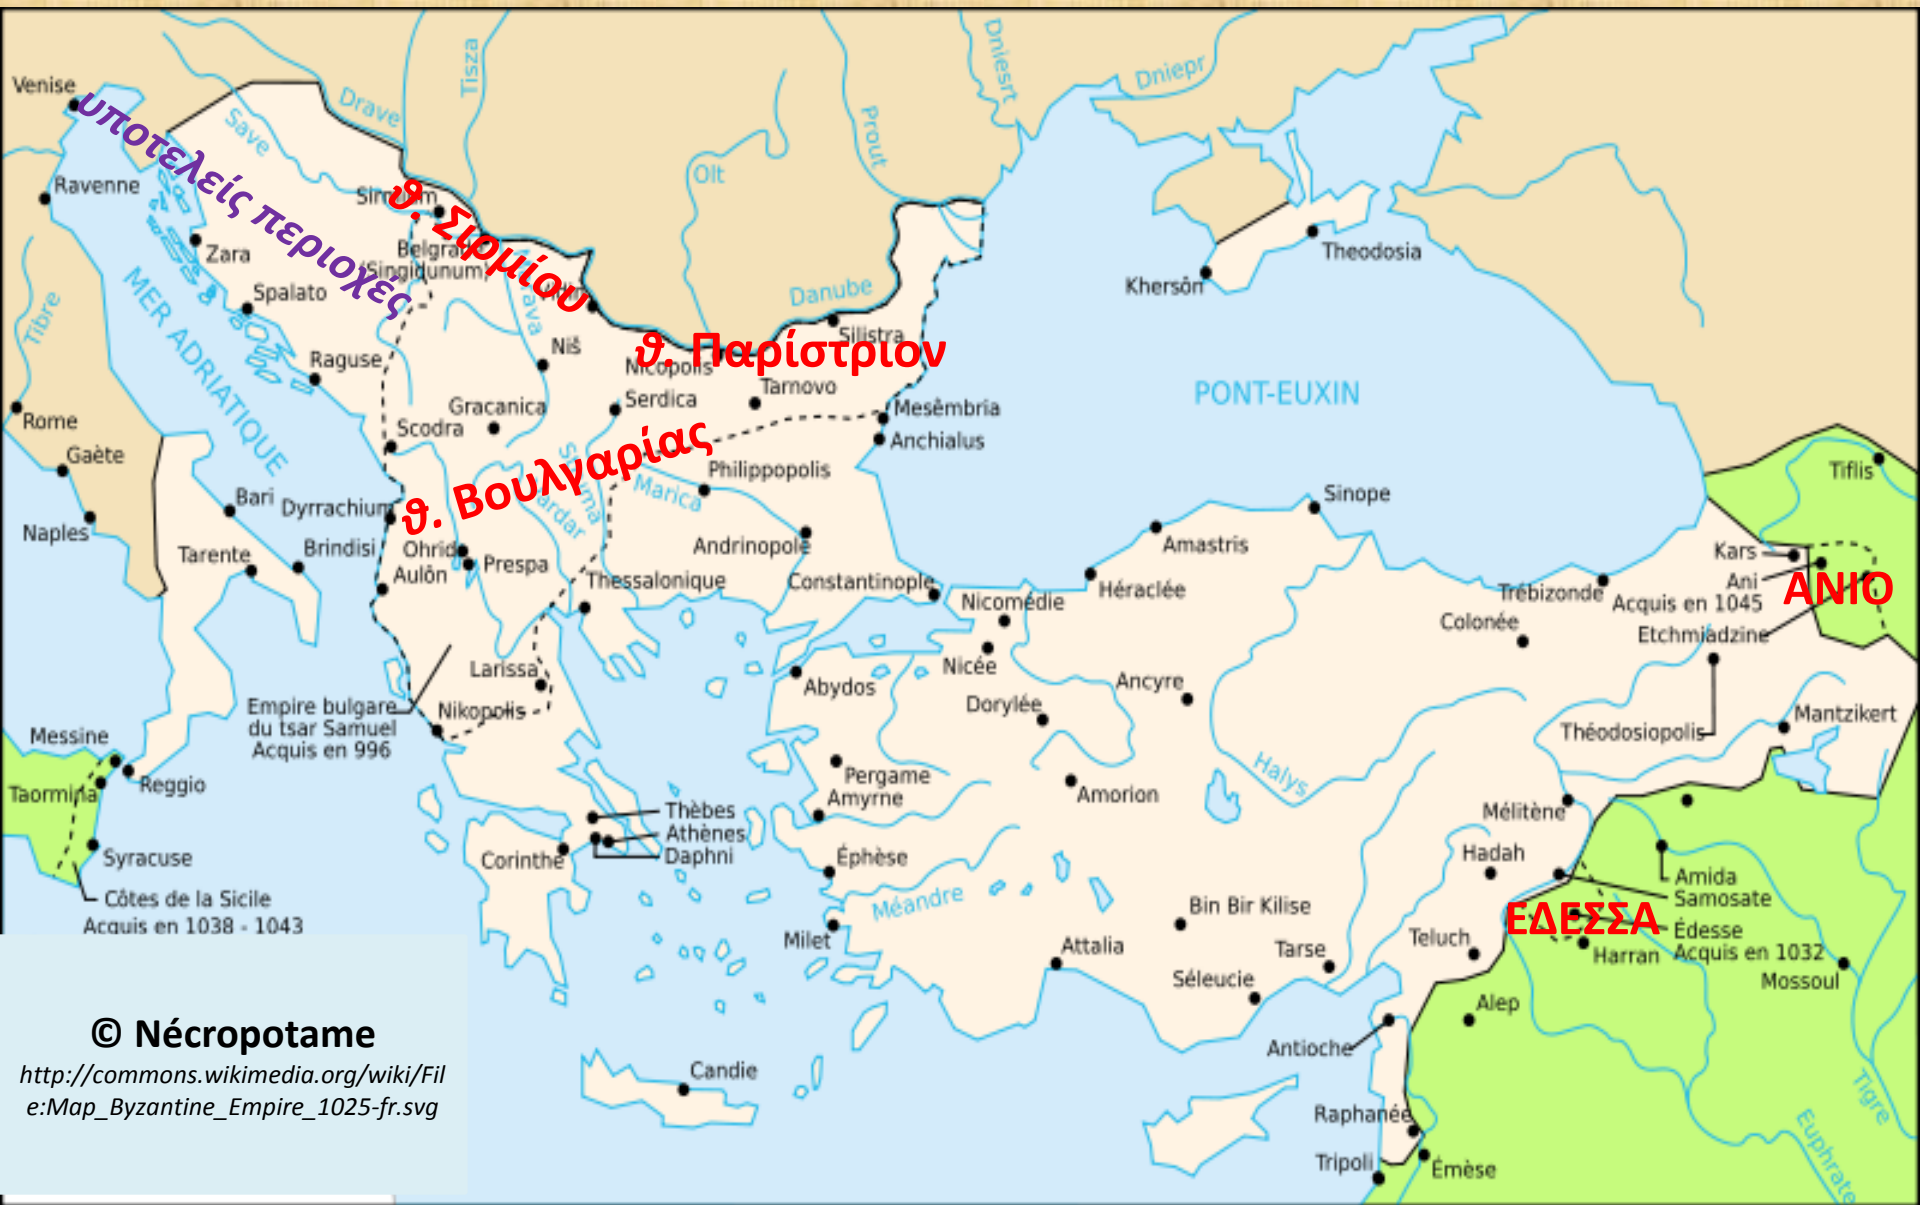 Venise
Ravenne
Tibre
Rome
Gaète
Naples
MER ADRIATIQUE
υποτελείς περιοχές
Save
Drave
Tisza
Olt
Prout
Dniesrt
Dniepr
Sirmium
θ. Σιρμίου
Belgrade
(Singidunum)
Zara
Spalato
Raguse
Niš
Gracanica
Scodra
Danube
Silistra
θ. Παρίστριον
Nicopolis
Tarnovo
Serdica
Mesêmbria
Anchialus
θ. Βουλγαρίας
Philippopolis
Marica
Andrinopole
Constantinople
Bari
Dyrrachium
Tarente
Brindisi
Ohrid
Prespa
Aulôn
Thessalonique
Larissa
Nikopolis
Empire bulgare
du tsar Samuel
Acquis en 996
Messine
Taormina
Reggio
Syracuse
Côtes de la Sicile
Acquis en 1038 - 1043
Thèbes
Athènes
Daphni
Corinthe
Candie
Khersôn
Theodosia
PONT-EUXIN
Sinope
Amastris
Héraclée
Nicomédie
Nicée
Dorylée
Ancyre
Abydos
Pergame
Amyrne
Éphèse
Méandre
Milet
Amorion
Halys
Attalia
Bin Bir Kilise
Tarse
Séleucie
Trébizonde
Colonée
Tiflis
Kars
Ani
Acquis en 1045
ΑΝΙΟ
Etchmiadzine
Théodosiopolis
Mantzikert
Mélitène
Hadah
Amida
Samosate
ΕΔΕΣΣΑ
Édesse
Acquis en 1032
Harran
Teluch
Mossoul
Alep
Antioche
Raphanée
Tripoli
Émèse
Tigre
Euphrate
© Nécropotame
http://commons.wikimedia.org/wiki/Fil
e:Map_Byzantine_Empire_1025-fr.svg